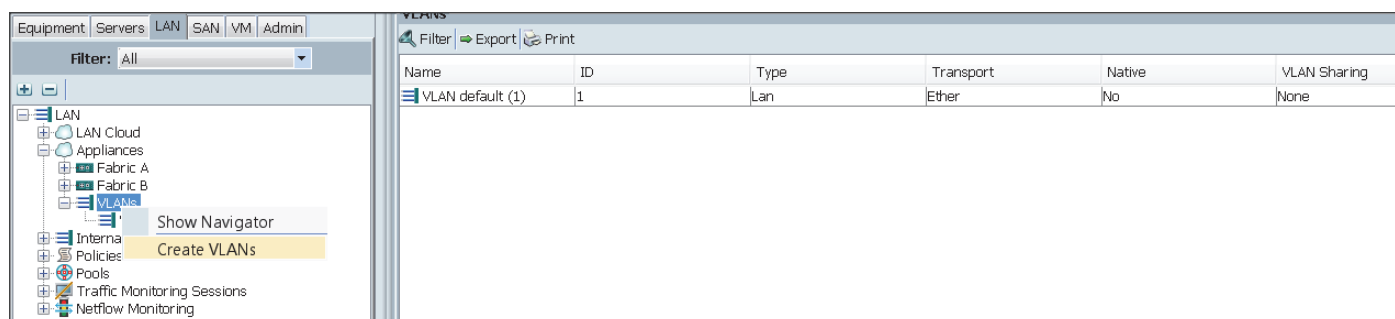 Equipment Servers LAN SAN VM Admin
Filter: All
LAN
LAN Cloud
Appliances
Fabric A
Fabric B
VLANs
Show Navigator
Create VLANs
Interna
Policies
Pools
Traffic Monitoring Sessions
Netflow Monitoring
VLANs
Filter Export Print
Name ID Type Transport Native VLAN Sharing
VLAN default (1) 1 Lan Ether No None